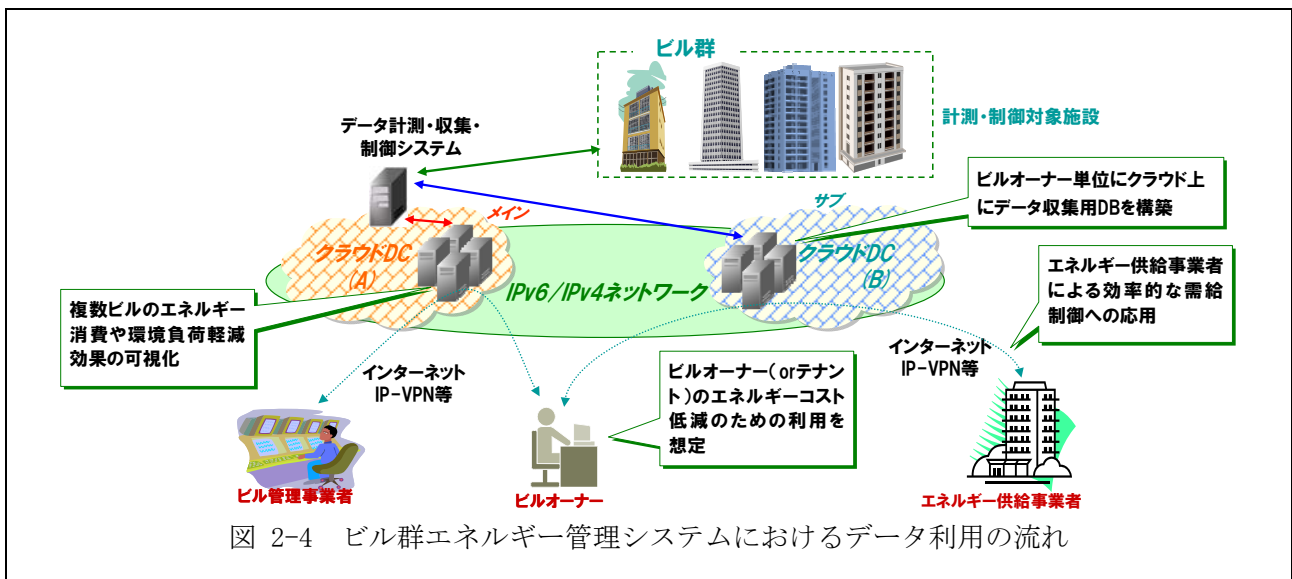 ビル群
計測・制御対象施設
データ計測・収集・
制御システム
メイン
サブ
ビルオーナー単位にクラウド上
にデータ収集用DBを構築
クラウドDC
(A)
クラウドDC
(B)
IPv6/IPv4ネットワーク
エネルギー供給事業者
による効率的な需給
制御への応用
複数ビルのエネルギー
消費や環境負荷軽減
効果の可視化
インターネット
IP-VPN等
ビルオーナー(orテナン
ト)のエネルギーコスト
低減のための利用を
想定
インターネット
IP-VPN等
ビル管理事業者
ビルオーナー
エネルギー供給事業者
図 2-4 ビル群エネルギー管理システムにおけるデータ利用の流れ